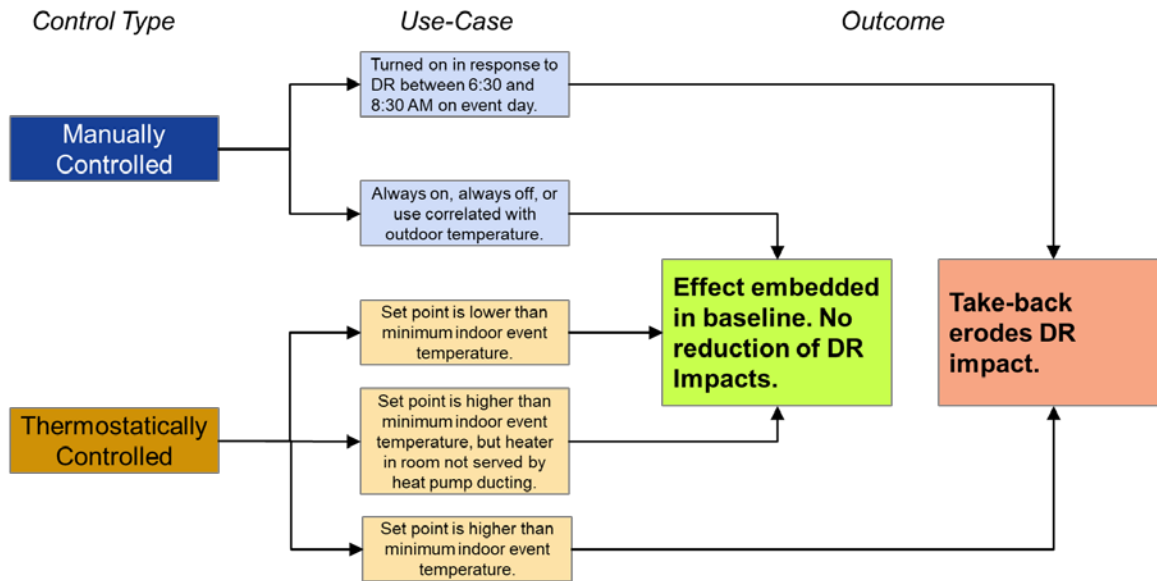 Control Type
Use-Case
Outcome
Turned on in response to
DR between 6:30 and
8:30 AM on event day.
Manually
Controlled
Always on, always off, or
use correlated with
outdoor temperature.
Effect embedded
in baseline. No
reduction of DR
Impacts.
Take-back
erodes DR
impact.
Set point is lower than
minimum indoor event
temperature.
Thermostatically
Controlled
Set point is higher than
minimum indoor event
temperature, but heater
in room not served by
heat pump ducting.
Set point is higher than
minimum indoor event
temperature.